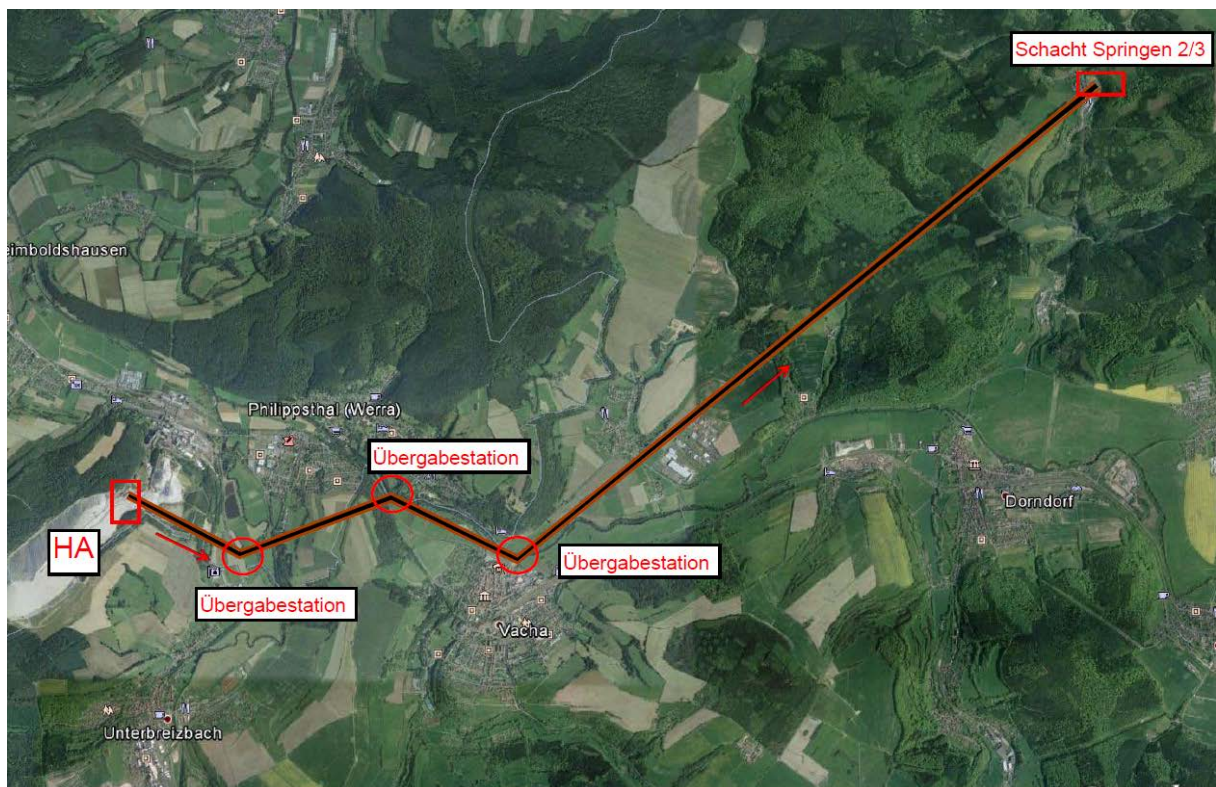 Schacht Springen 2/3
eimboldshausen
Philippsthal (Werra)
Übergabestation
Dorndorf
HA
Übergabestation
Übergabestation
Vacha
Unterbreizbach